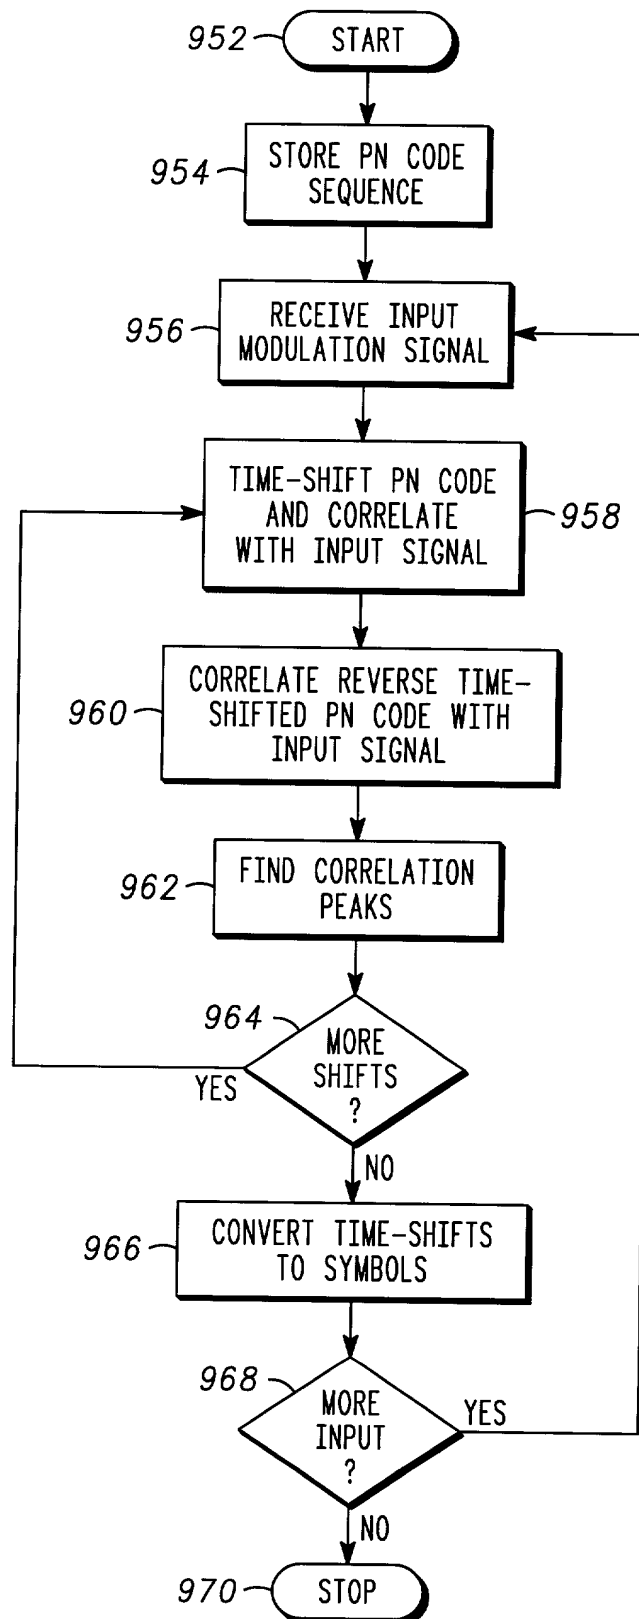 952
START
954
STORE PN CODE
SEQUENCE
956
RECEIVE INPUT
MODULATION SIGNAL
TIME-SHIFT PN CODE
AND CORRELATE
WITH INPUT SIGNAL
958
960
CORRELATE REVERSE TIME-
SHIFTED PN CODE WITH
INPUT SIGNAL
962
FIND CORRELATION
PEAKS
964
MORE
SHIFTS
?
YES
NO
966
CONVERT TIME-SHIFTS
TO SYMBOLS
968
MORE
INPUT
?
YES
NO
970
STOP